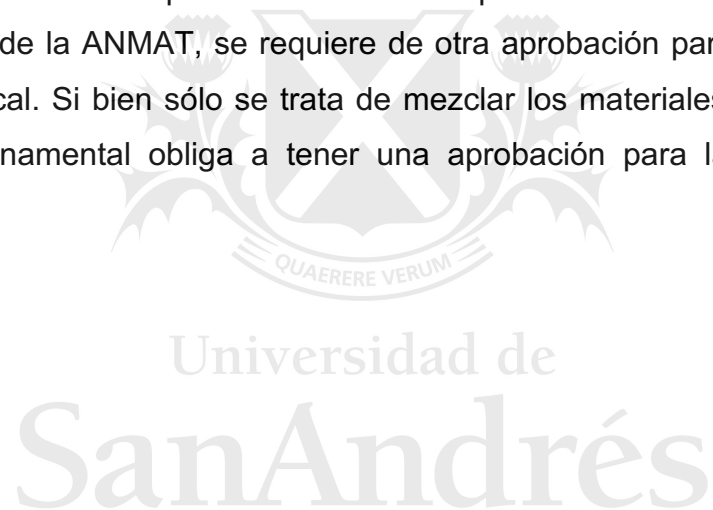 de la ANMAT, se requiere de otra aprobación par
cal. Si bien sólo se trata de mezclar los materiales
namental obliga a tener una aprobación para l
QUAERERE VERUM
Universidad de
SanAndrés